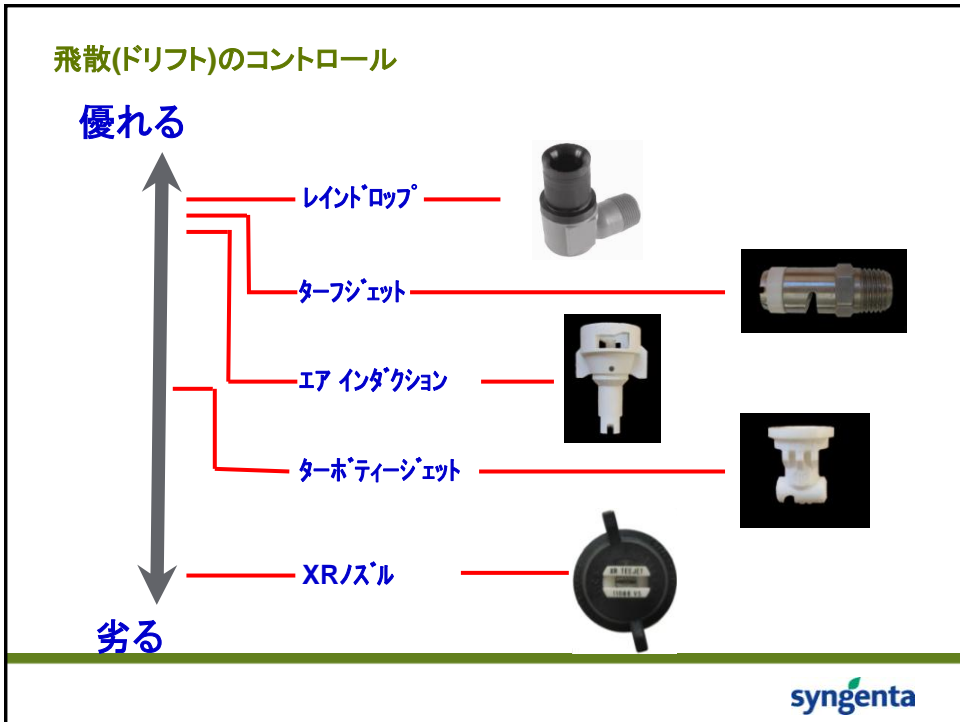 飛散(ドリフト)のコントロール
優れる
ﾚｲﾝﾄﾞﾛｯﾌﾟ
ﾀｰﾌｼﾞｪｯﾄ
ｴｱ ｲﾝﾀﾞｸｼｮﾝ
ﾀｰﾎﾞﾃｨｰｼﾞｪｯﾄ
XRﾉｽﾞﾙ
劣る
syngenta